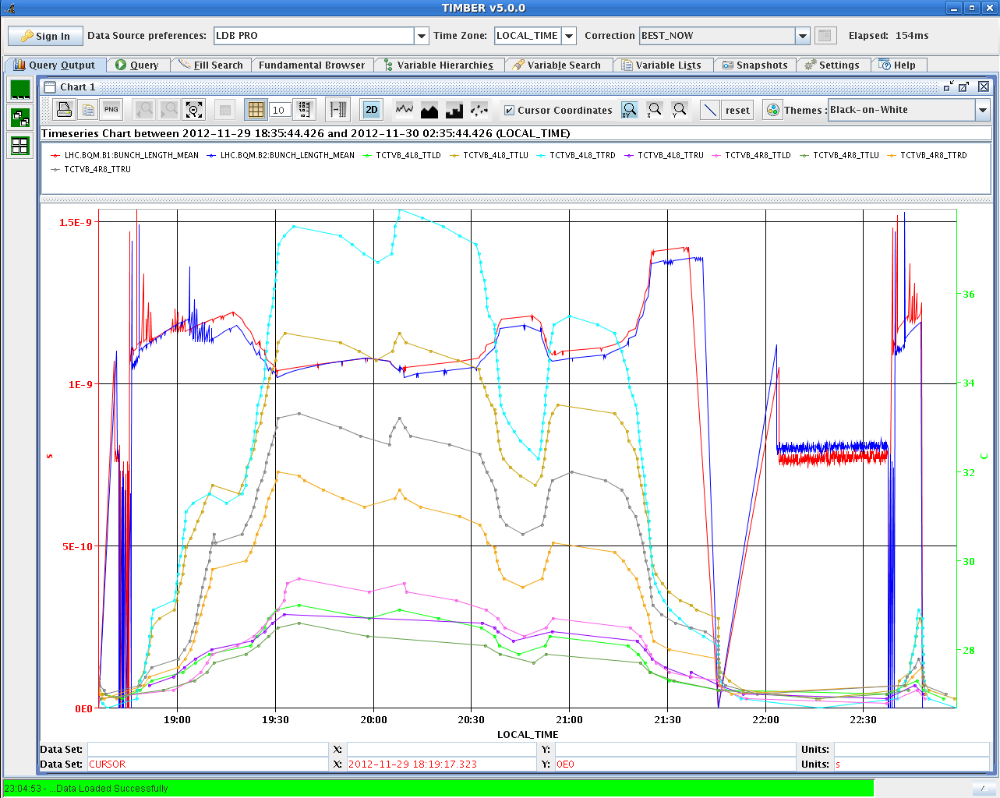 TIMBER v5.0.0
Sign In Data Source preferences: LDB PRO Time Zone: LOCAL_TIME Correction BEST_NOW Elapsed: 154ms
Query Output Query Fill Search Fundamental Browser Variable Hierarchies Variable Search Variable Lists Snapshots Settings Help
Chart 1
PNG 10 2D Cursor Coordinates XY X Y reset Themes : Black-on-White
Timeseries Chart between 2012-11-29 18:35:44.426 and 2012-11-30 02:35:44.426 (LOCAL_TIME)
LHC.BQM.B1:BUNCH_LENGTH_MEAN LHC.BQM.B2:BUNCH_LENGTH_MEAN TCTVB_4L8_TTLD TCTVB_4L8_TTLU TCTVB_4L8_TTRD TCTVB_4L8_TTRU TCTVB_4R8_TTLD TCTVB_4R8_TTLU TCTVB_4R8_TTRD
TCTVB_4R8_TTRU
1.5E-9
36
1E-9
34
s
C
32
5E-10
30
28
0E0
19:00 19:30 20:00 20:30 21:00 21:30 22:00 22:30
LOCAL_TIME
Data Set: X: Y: Units:
Data Set: CURSOR X: 2012-11-29 18:19:17.323 Y: 0E0 Units: s
23:04:53 - ...Data Loaded Successfully